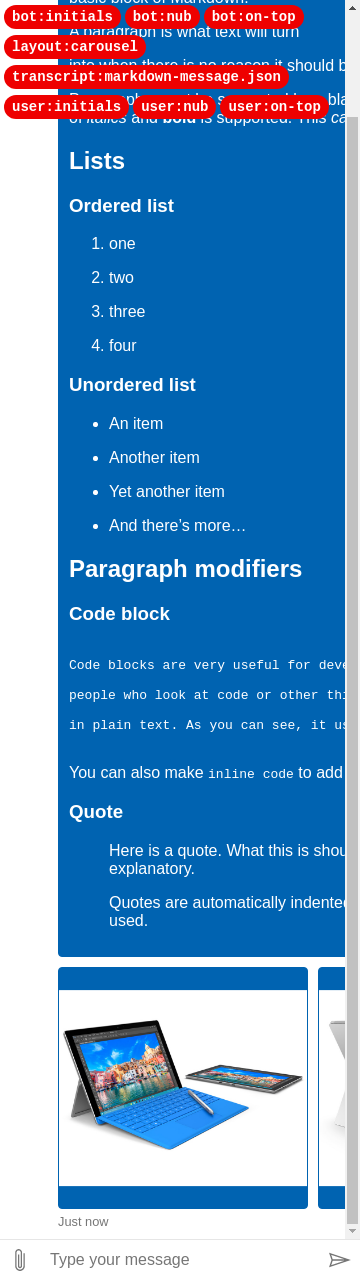 basic block of Markdown.
bot:initials bot:nub bot:on-top
A paragraph is what text will turn
layout:carousel
into when there is no reason it should b
transcript:markdown-message.json
user:initials user:nub user:on-top
of italics and bold is supported. This ca
Lists
Ordered list
1. one
2. two
3. three
4. four
Unordered list
• An item
• Another item
• Yet another item
• And there’s more…
Paragraph modifiers
Code block
Code blocks are very useful for deve
people who look at code or other thi
in plain text. As you can see, it us
You can also make inline code to add
Quote
Here is a quote. What this is shou
explanatory.
Quotes are automatically indented
used.
Just now
Type your message